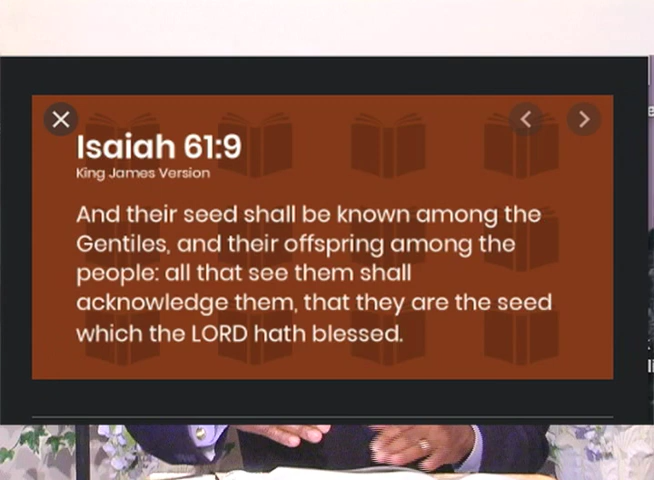 Isaiah 61:9
King James Version
And their seed shall be known among the
Gentiles, and their offspring among the
people: all that see them shall
acknowledge them, that they are the seed
which the LORD hath blessed.